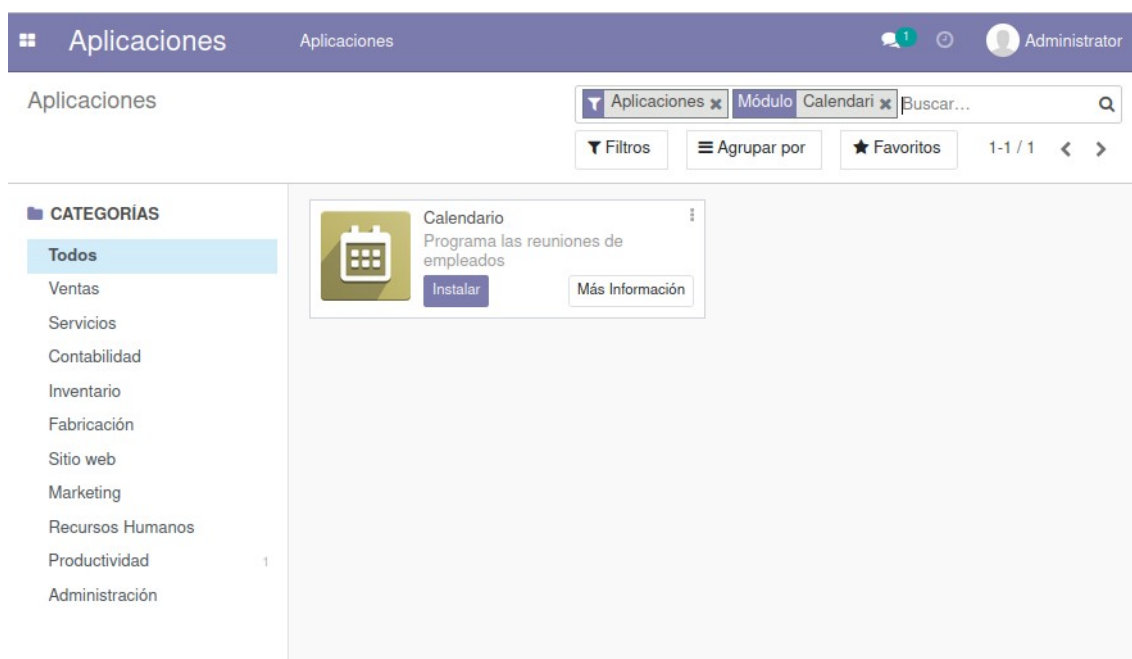 Aplicaciones
Aplicaciones
1
Administrator
Aplicaciones
Aplicaciones
Módulo Calendari
Buscar...
Filtros
Agrupar por
Favoritos
1-1 / 1
CATEGORÍAS
Todos
Ventas
Servicios
Contabilidad
Inventario
Fabricación
Sitio web
Marketing
Recursos Humanos
Productividad 1
Administración
Calendario
Programa las reuniones de
empleados
Instalar
Más Información